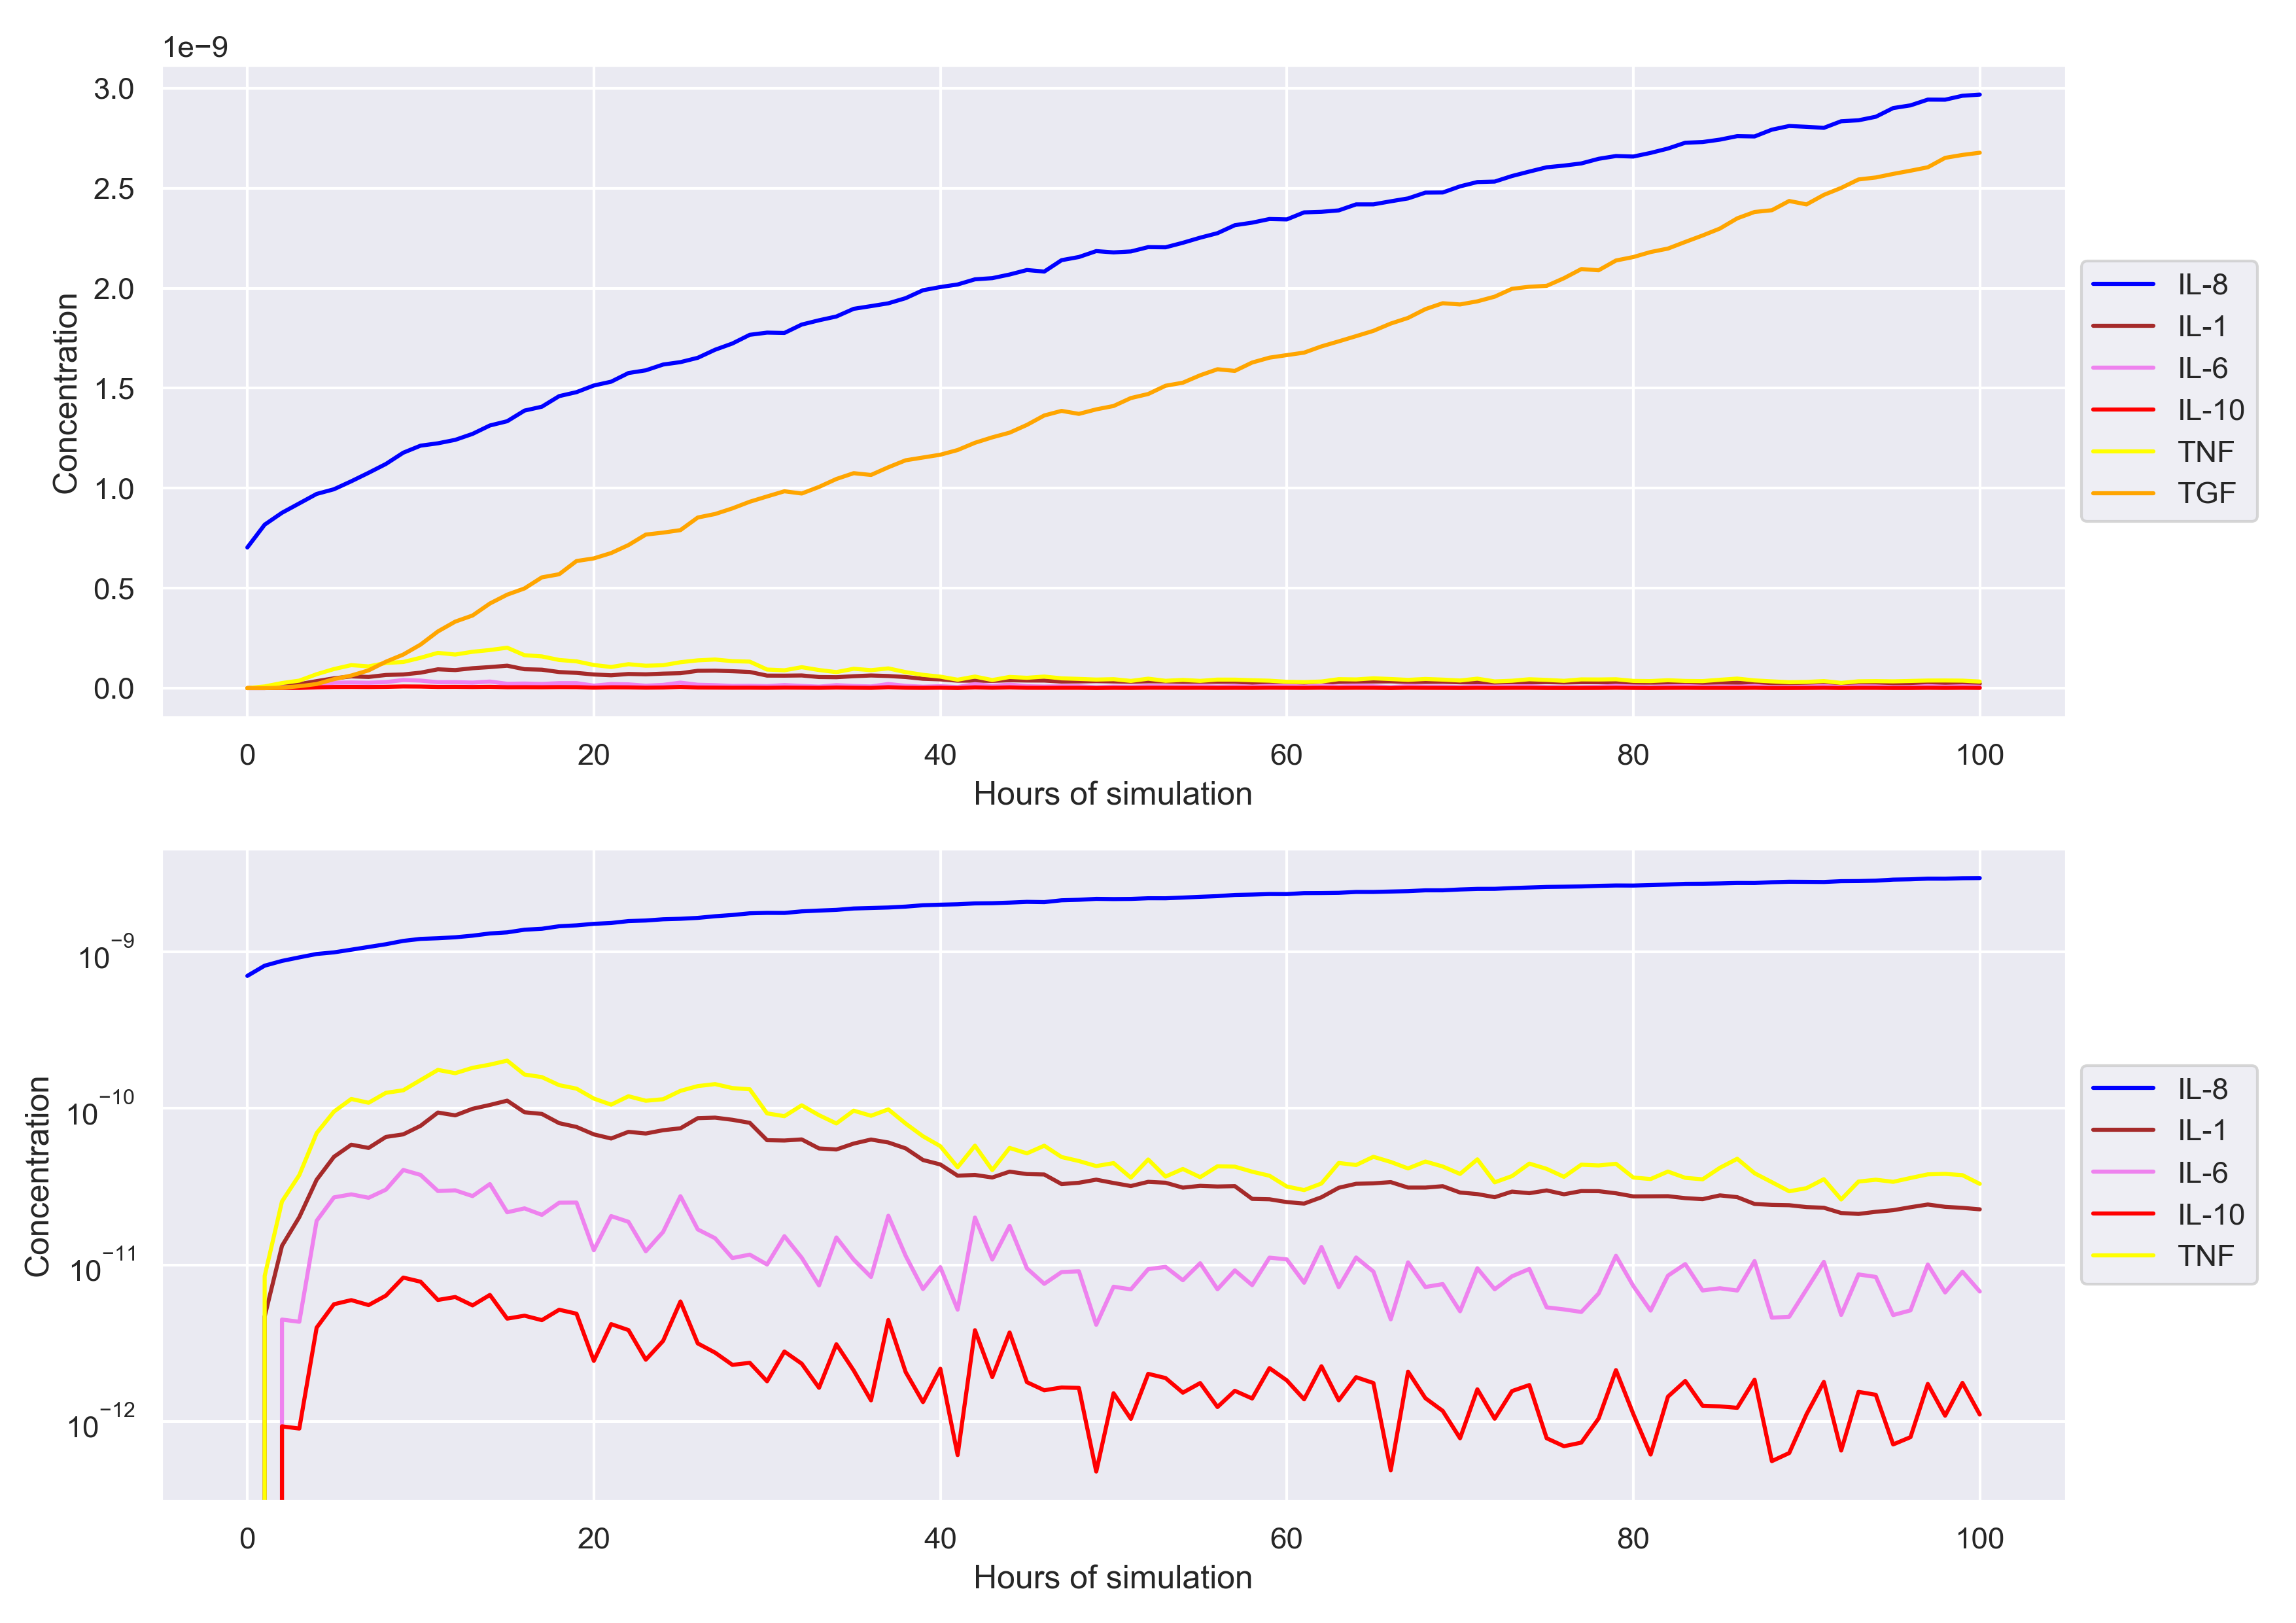 1e−9
3.0
2.5
2.0
1.5
1.0
0.5
0.0
Concentration
0 20 40 60 80 100
Hours of simulation
IL-8
IL-1
IL-6
IL-10
TNF
TGF
10⁻⁹
10⁻¹⁰
10⁻¹¹
10⁻¹²
Concentration
0 20 40 60 80 100
Hours of simulation
IL-8
IL-1
IL-6
IL-10
TNF